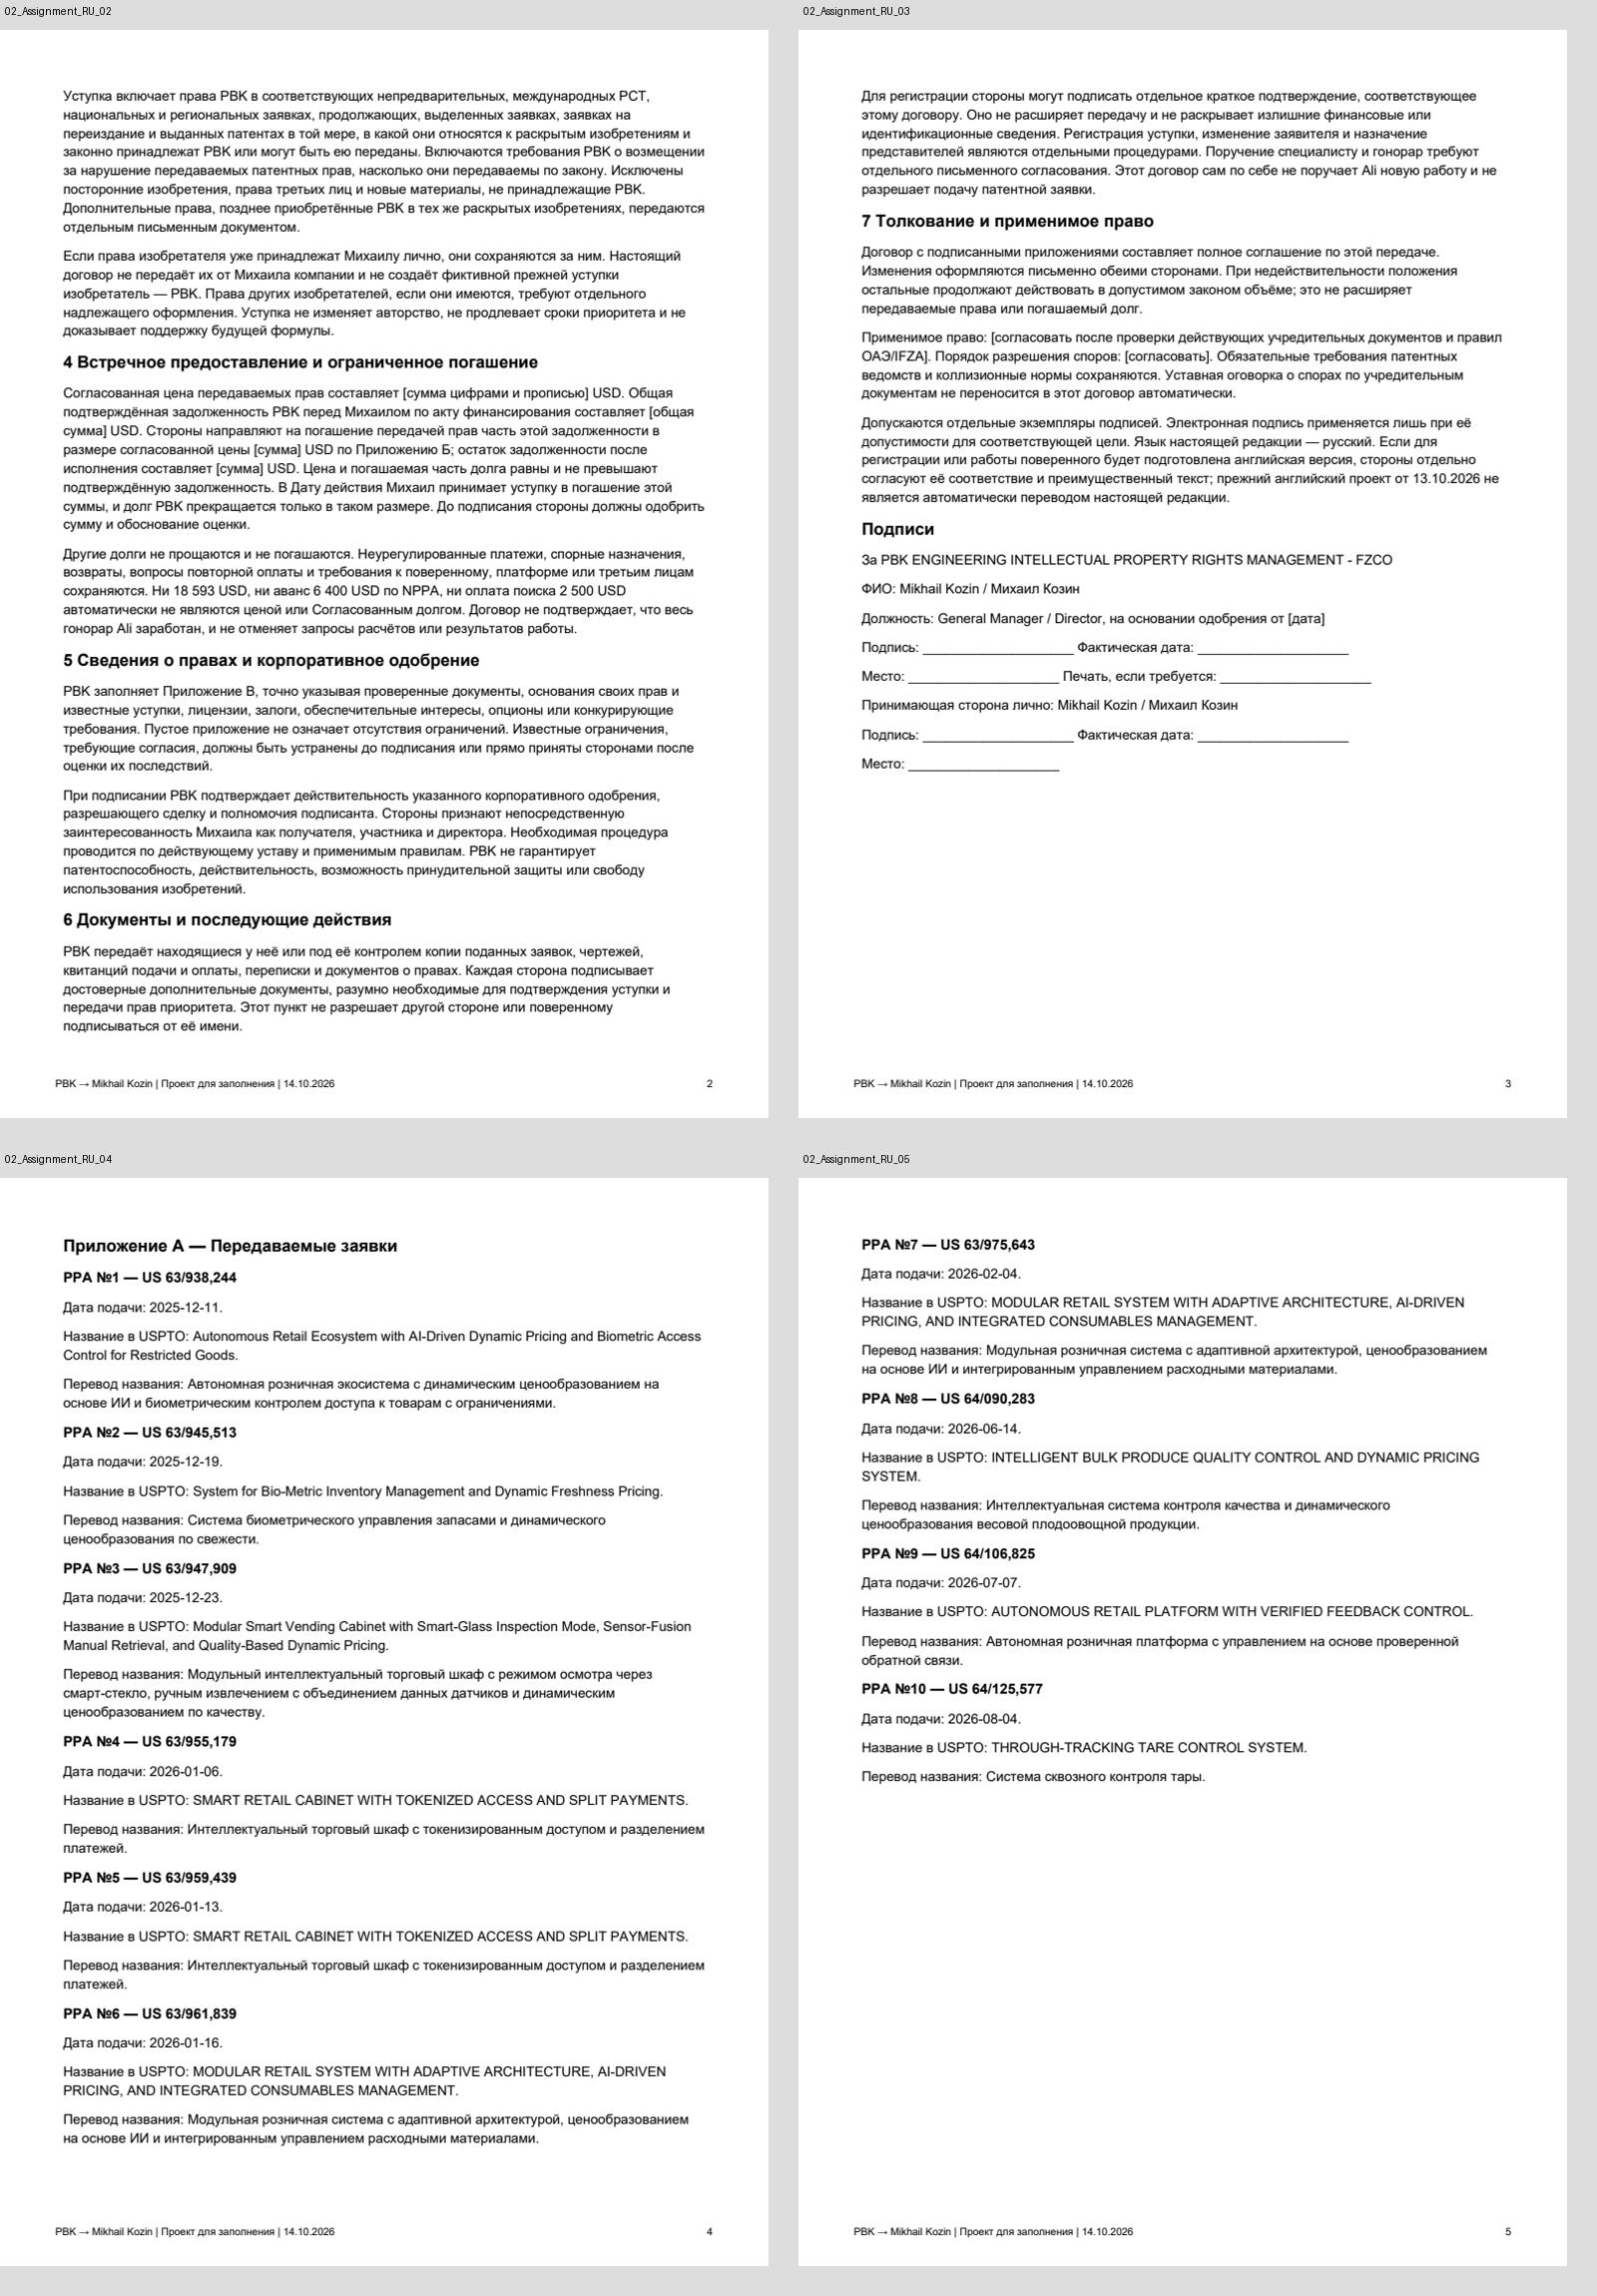 02_Assignment_RU_02
Уступка включает права PBK в соответствующих непредварительных, международных PCT,
национальных и региональных заявках, продолжающих, выделенных заявках, заявках на
переиздание и выданных патентах в той мере, в какой они относятся к раскрытым изобретениям и
законно принадлежат PBK или могут быть ею переданы. Включаются требования PBK о возмещении
за нарушение передаваемых патентных прав, насколько они передаваемы по закону. Исключены
посторонние изобретения, права третьих лиц и новые материалы, не принадлежащие PBK.
Дополнительные права, позднее приобретённые PBK в тех же раскрытых изобретениях, передаются
отдельным письменным документом.
Если права изобретателя уже принадлежат Михаилу лично, они сохраняются за ним. Настоящий
договор не передаёт их от Михаила компании и не создаёт фиктивной прежней уступки
изобретатель — PBK. Права других изобретателей, если они имеются, требуют отдельного
надлежащего оформления. Уступка не изменяет авторство, не продлевает сроки приоритета и не
доказывает поддержку будущей формулы.
4 Встречное предоставление и ограниченное погашение
Согласованная цена передаваемых прав составляет [сумма цифрами и прописью] USD. Общая
подтверждённая задолженность PBK перед Михаилом по акту финансирования составляет [общая
сумма] USD. Стороны направляют на погашение передачей прав часть этой задолженности в
размере согласованной цены [сумма] USD по Приложению Б; остаток задолженности после
исполнения составляет [сумма] USD. Цена и погашаемая часть долга равны и не превышают
подтверждённую задолженность. В Дату действия Михаил принимает уступку в погашение этой
суммы, и долг PBK прекращается только в таком размере. До подписания стороны должны одобрить
сумму и обоснование оценки.
Другие долги не прощаются и не погашаются. Неурегулированные платежи, спорные назначения,
возвраты, вопросы повторной оплаты и требования к поверенному, платформе или третьим лицам
сохраняются. Ни 18 593 USD, ни аванс 6 400 USD по NPPA, ни оплата поиска 2 500 USD
автоматически не являются ценой или Согласованным долгом. Договор не подтверждает, что весь
гонорар Ali заработан, и не отменяет запросы расчётов или результатов работы.
5 Сведения о правах и корпоративное одобрение
PBK заполняет Приложение В, точно указывая проверенные документы, основания своих прав и
известные уступки, лицензии, залоги, обеспечительные интересы, опционы или конкурирующие
требования. Пустое приложение не означает отсутствия ограничений. Известные ограничения,
требующие согласия, должны быть устранены до подписания или прямо приняты сторонами после
оценки их последствий.
При подписании PBK подтверждает действительность указанного корпоративного одобрения,
разрешающего сделку и полномочия подписанта. Стороны признают непосредственную
заинтересованность Михаила как получателя, участника и директора. Необходимая процедура
проводится по действующему уставу и применимым правилам. PBK не гарантирует
патентоспособность, действительность, возможность принудительной защиты или свободу
использования изобретений.
6 Документы и последующие действия
PBK передаёт находящиеся у неё или под её контролем копии поданных заявок, чертежей,
квитанций подачи и оплаты, переписки и документов о правах. Каждая сторона подписывает
достоверные дополнительные документы, разумно необходимые для подтверждения уступки и
передачи прав приоритета. Этот пункт не разрешает другой стороне или поверенному
подписываться от её имени.
PBK → Mikhail Kozin | Проект для заполнения | 14.10.2026 2
02_Assignment_RU_03
Для регистрации стороны могут подписать отдельное краткое подтверждение, соответствующее
этому договору. Оно не расширяет передачу и не раскрывает излишние финансовые или
идентификационные сведения. Регистрация уступки, изменение заявителя и назначение
представителей являются отдельными процедурами. Поручение специалисту и гонорар требуют
отдельного письменного согласования. Этот договор сам по себе не поручает Ali новую работу и не
разрешает подачу патентной заявки.
7 Толкование и применимое право
Договор с подписанными приложениями составляет полное соглашение по этой передаче.
Изменения оформляются письменно обеими сторонами. При недействительности положения
остальные продолжают действовать в допустимом законом объёме; это не расширяет
передаваемые права или погашаемый долг.
Применимое право: [согласовать после проверки действующих учредительных документов и правил
ОАЭ/IFZA]. Порядок разрешения споров: [согласовать]. Обязательные требования патентных
ведомств и коллизионные нормы сохраняются. Уставная оговорка о спорах по учредительным
документам не переносится в этот договор автоматически.
Допускаются отдельные экземпляры подписей. Электронная подпись применяется лишь при её
допустимости для соответствующей цели. Язык настоящей редакции — русский. Если для
регистрации или работы поверенного будет подготовлена английская версия, стороны отдельно
согласуют её соответствие и преимущественный текст; прежний английский проект от 13.10.2026 не
является автоматически переводом настоящей редакции.
Подписи
За PBK ENGINEERING INTELLECTUAL PROPERTY RIGHTS MANAGEMENT - FZCO
ФИО: Mikhail Kozin / Михаил Козин
Должность: General Manager / Director, на основании одобрения от [дата]
Подпись: ____________________ Фактическая дата: ____________________
Место: ____________________ Печать, если требуется: ____________________
Принимающая сторона лично: Mikhail Kozin / Михаил Козин
Подпись: ____________________ Фактическая дата: ____________________
Место: ____________________
PBK → Mikhail Kozin | Проект для заполнения | 14.10.2026 3
02_Assignment_RU_04
Приложение А — Передаваемые заявки
PPA №1 — US 63/938,244
Дата подачи: 2025-12-11.
Название в USPTO: Autonomous Retail Ecosystem with AI-Driven Dynamic Pricing and Biometric Access
Control for Restricted Goods.
Перевод названия: Автономная розничная экосистема с динамическим ценообразованием на
основе ИИ и биометрическим контролем доступа к товарам с ограничениями.
PPA №2 — US 63/945,513
Дата подачи: 2025-12-19.
Название в USPTO: System for Bio-Metric Inventory Management and Dynamic Freshness Pricing.
Перевод названия: Система биометрического управления запасами и динамического
ценообразования по свежести.
PPA №3 — US 63/947,909
Дата подачи: 2025-12-23.
Название в USPTO: Modular Smart Vending Cabinet with Smart-Glass Inspection Mode, Sensor-Fusion
Manual Retrieval, and Quality-Based Dynamic Pricing.
Перевод названия: Модульный интеллектуальный торговый шкаф с режимом осмотра через
смарт-стекло, ручным извлечением с объединением данных датчиков и динамическим
ценообразованием по качеству.
PPA №4 — US 63/955,179
Дата подачи: 2026-01-06.
Название в USPTO: SMART RETAIL CABINET WITH TOKENIZED ACCESS AND SPLIT PAYMENTS.
Перевод названия: Интеллектуальный торговый шкаф с токенизированным доступом и разделением
платежей.
PPA №5 — US 63/959,439
Дата подачи: 2026-01-13.
Название в USPTO: SMART RETAIL CABINET WITH TOKENIZED ACCESS AND SPLIT PAYMENTS.
Перевод названия: Интеллектуальный торговый шкаф с токенизированным доступом и разделением
платежей.
PPA №6 — US 63/961,839
Дата подачи: 2026-01-16.
Название в USPTO: MODULAR RETAIL SYSTEM WITH ADAPTIVE ARCHITECTURE, AI-DRIVEN
PRICING, AND INTEGRATED CONSUMABLES MANAGEMENT.
Перевод названия: Модульная розничная система с адаптивной архитектурой, ценообразованием
на основе ИИ и интегрированным управлением расходными материалами.
PBK → Mikhail Kozin | Проект для заполнения | 14.10.2026 4
02_Assignment_RU_05
PPA №7 — US 63/975,643
Дата подачи: 2026-02-04.
Название в USPTO: MODULAR RETAIL SYSTEM WITH ADAPTIVE ARCHITECTURE, AI-DRIVEN
PRICING, AND INTEGRATED CONSUMABLES MANAGEMENT.
Перевод названия: Модульная розничная система с адаптивной архитектурой, ценообразованием
на основе ИИ и интегрированным управлением расходными материалами.
PPA №8 — US 64/090,283
Дата подачи: 2026-06-14.
Название в USPTO: INTELLIGENT BULK PRODUCE QUALITY CONTROL AND DYNAMIC PRICING
SYSTEM.
Перевод названия: Интеллектуальная система контроля качества и динамического
ценообразования весовой плодоовощной продукции.
PPA №9 — US 64/106,825
Дата подачи: 2026-07-07.
Название в USPTO: AUTONOMOUS RETAIL PLATFORM WITH VERIFIED FEEDBACK CONTROL.
Перевод названия: Автономная розничная платформа с управлением на основе проверенной
обратной связи.
PPA №10 — US 64/125,577
Дата подачи: 2026-08-04.
Название в USPTO: THROUGH-TRACKING TARE CONTROL SYSTEM.
Перевод названия: Система сквозного контроля тары.
PBK → Mikhail Kozin | Проект для заполнения | 14.10.2026 5